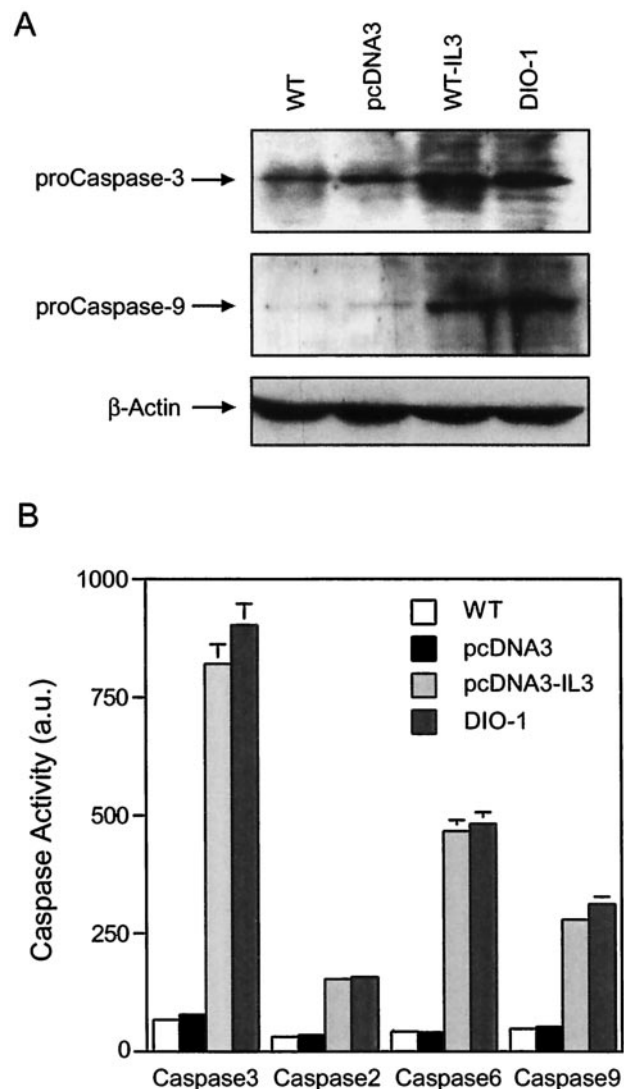 A
WT
pcDNA3
WT-IL3
DIO-1
proCaspase-3
proCaspase-9
β-Actin
B
Caspase Activity (a.u.)
1000
750
500
250
0
WT
pcDNA3
pcDNA3-IL3
DIO-1
Caspase3 Caspase2 Caspase6 Caspase9